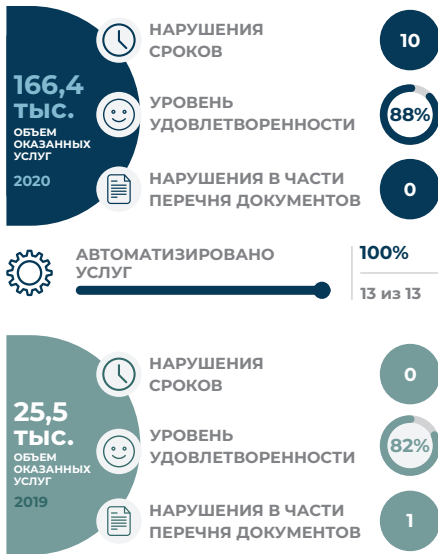 166,4
ТЫС.
ОБЪЕМ
ОКАЗАННЫХ
УСЛУГ
2020
НАРУШЕНИЯ
СРОКОВ
10
УРОВЕНЬ
УДОВЛЕТВОРЕННОСТИ
88%
НАРУШЕНИЯ В ЧАСТИ
ПЕРЕЧНЯ ДОКУМЕНТОВ
0
АВТОМАТИЗИРОВАНО
УСЛУГ
100%
13 из 13
25,5
ТЫС.
ОБЪЕМ
ОКАЗАННЫХ
УСЛУГ
2019
НАРУШЕНИЯ
СРОКОВ
0
УРОВЕНЬ
УДОВЛЕТВОРЕННОСТИ
82%
НАРУШЕНИЯ В ЧАСТИ
ПЕРЕЧНЯ ДОКУМЕНТОВ
1